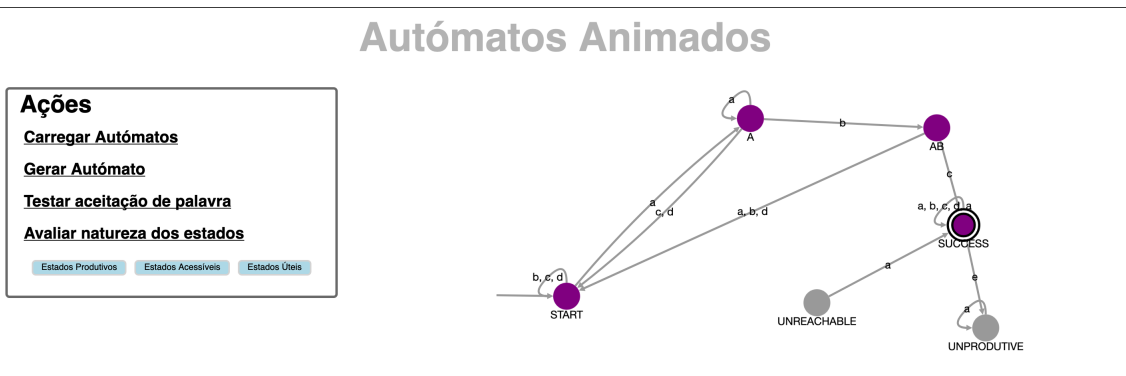 Autómatos Animados
Ações
Carregar Autómatos
Gerar Autómato
Testar aceitação de palavra
Avaliar natureza dos estados
Estados Produtivos Estados Acessíveis Estados Úteis
a
A
b
AB
c
a
c, d
a, b, d
a, b, c, d, a
SUCCESS
b, c, d
START
a
UNREACHABLE
e
a
UNPRODUTIVE